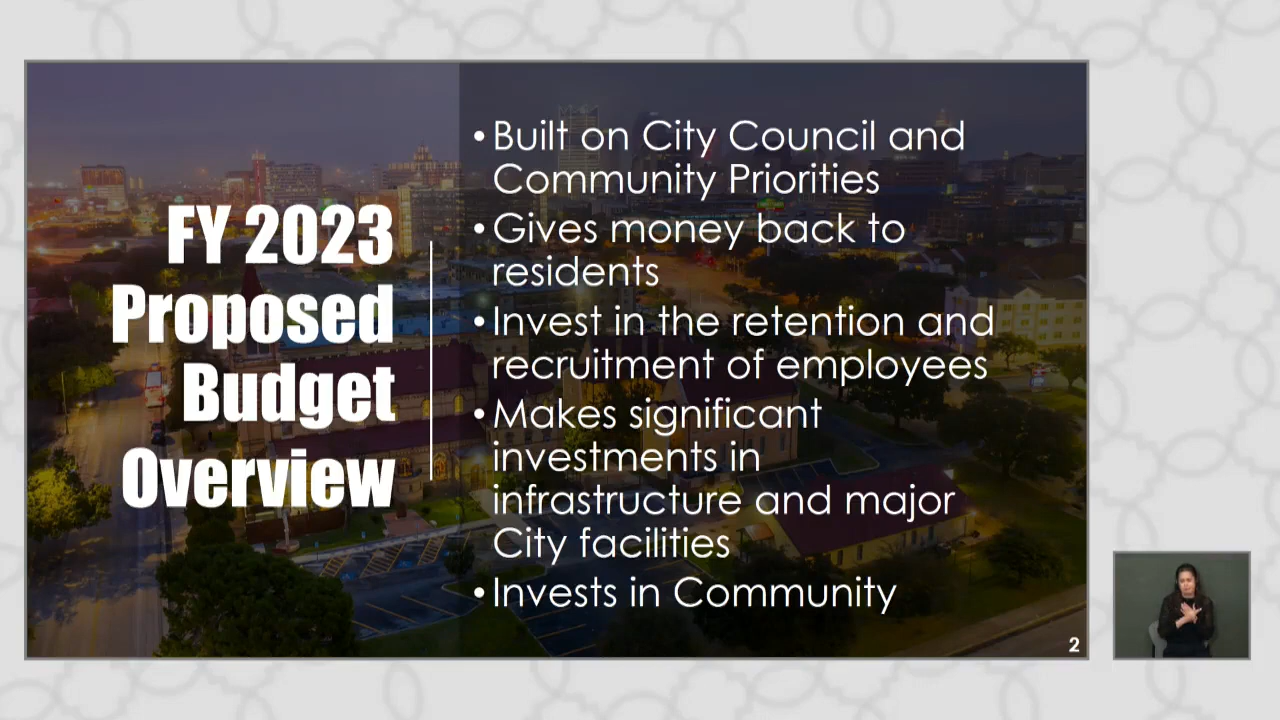 FY 2023
Proposed
Budget
Overview
• Built on City Council and
Community Priorities
• Gives money back to
residents
• Invest in the retention and
recruitment of employees
• Makes significant
investments in
infrastructure and major
City facilities
• Invests in Community
2